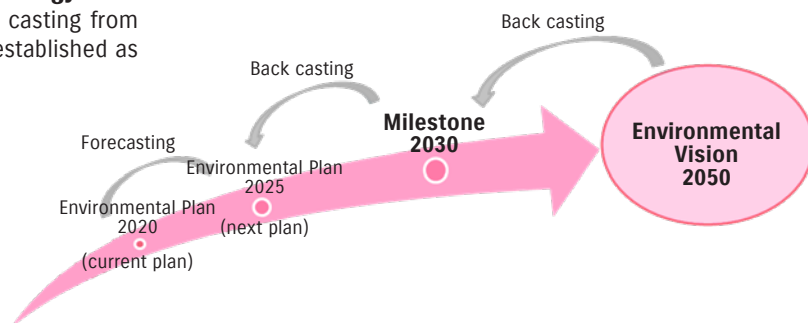 casting from
established as
Back casting
Back casting
Milestone
2030
Environmental
Vision
2050
Forecasting
Environmental Plan
2025
(next plan)
Environmental Plan
2020
(current plan)